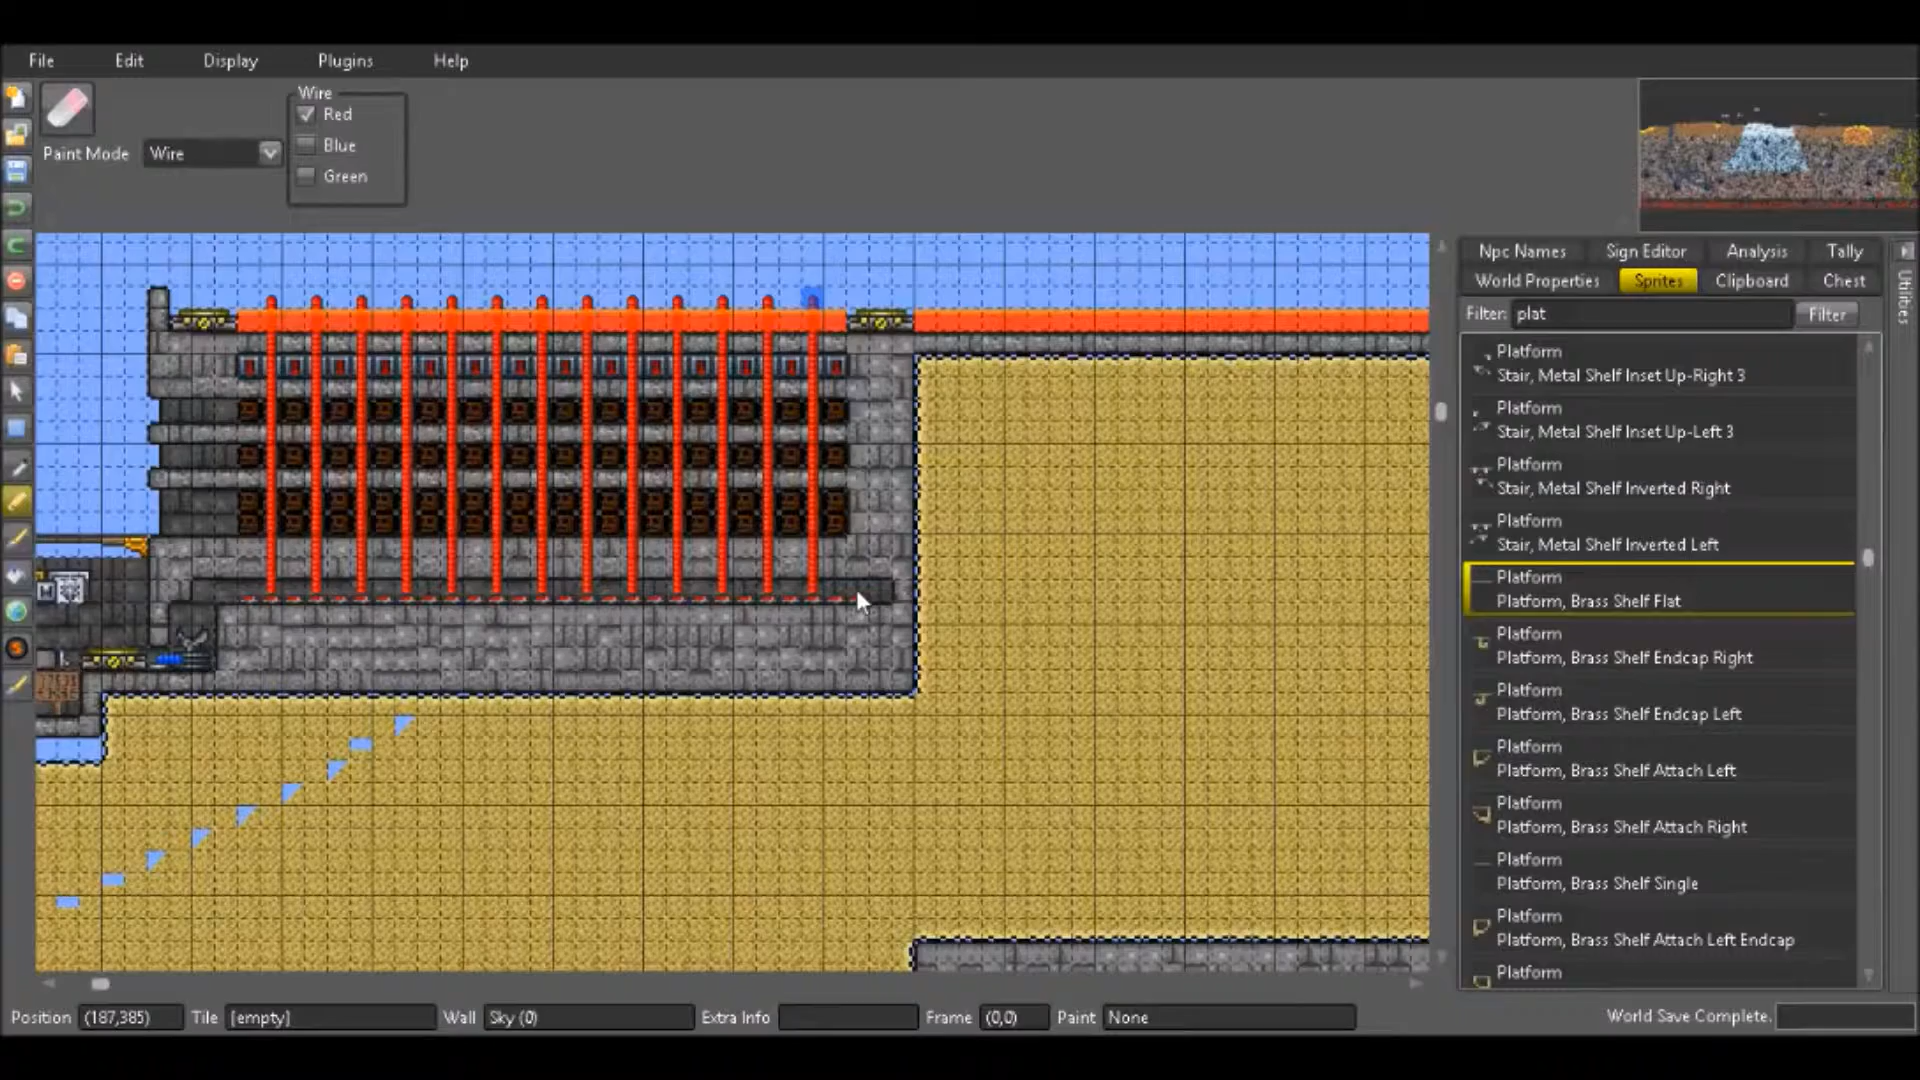 File Edit Display Plugins Help
Wire
Red
Paint Mode Wire
Blue
Green
Npc Names Sign Editor Analysis Tally
World Properties Sprites Clipboard Chest
Utilities
Filter: plat Filter
Platform
Stair, Metal Shelf Inset Up-Right 3
Platform
Stair, Metal Shelf Inset Up-Left 3
Platform
Stair, Metal Shelf Inverted Right
Platform
Stair, Metal Shelf Inverted Left
Platform
Platform, Brass Shelf Flat
Platform
Platform, Brass Shelf Endcap Right
Platform
Platform, Brass Shelf Endcap Left
Platform
Platform, Brass Shelf Attach Left
Platform
Platform, Brass Shelf Attach Right
Platform
Platform, Brass Shelf Single
Platform
Platform, Brass Shelf Attach Left Endcap
Platform
Position (187,385) Tile [empty] Wall Sky (0) Extra Info Frame (0,0) Paint None World Save Complete.